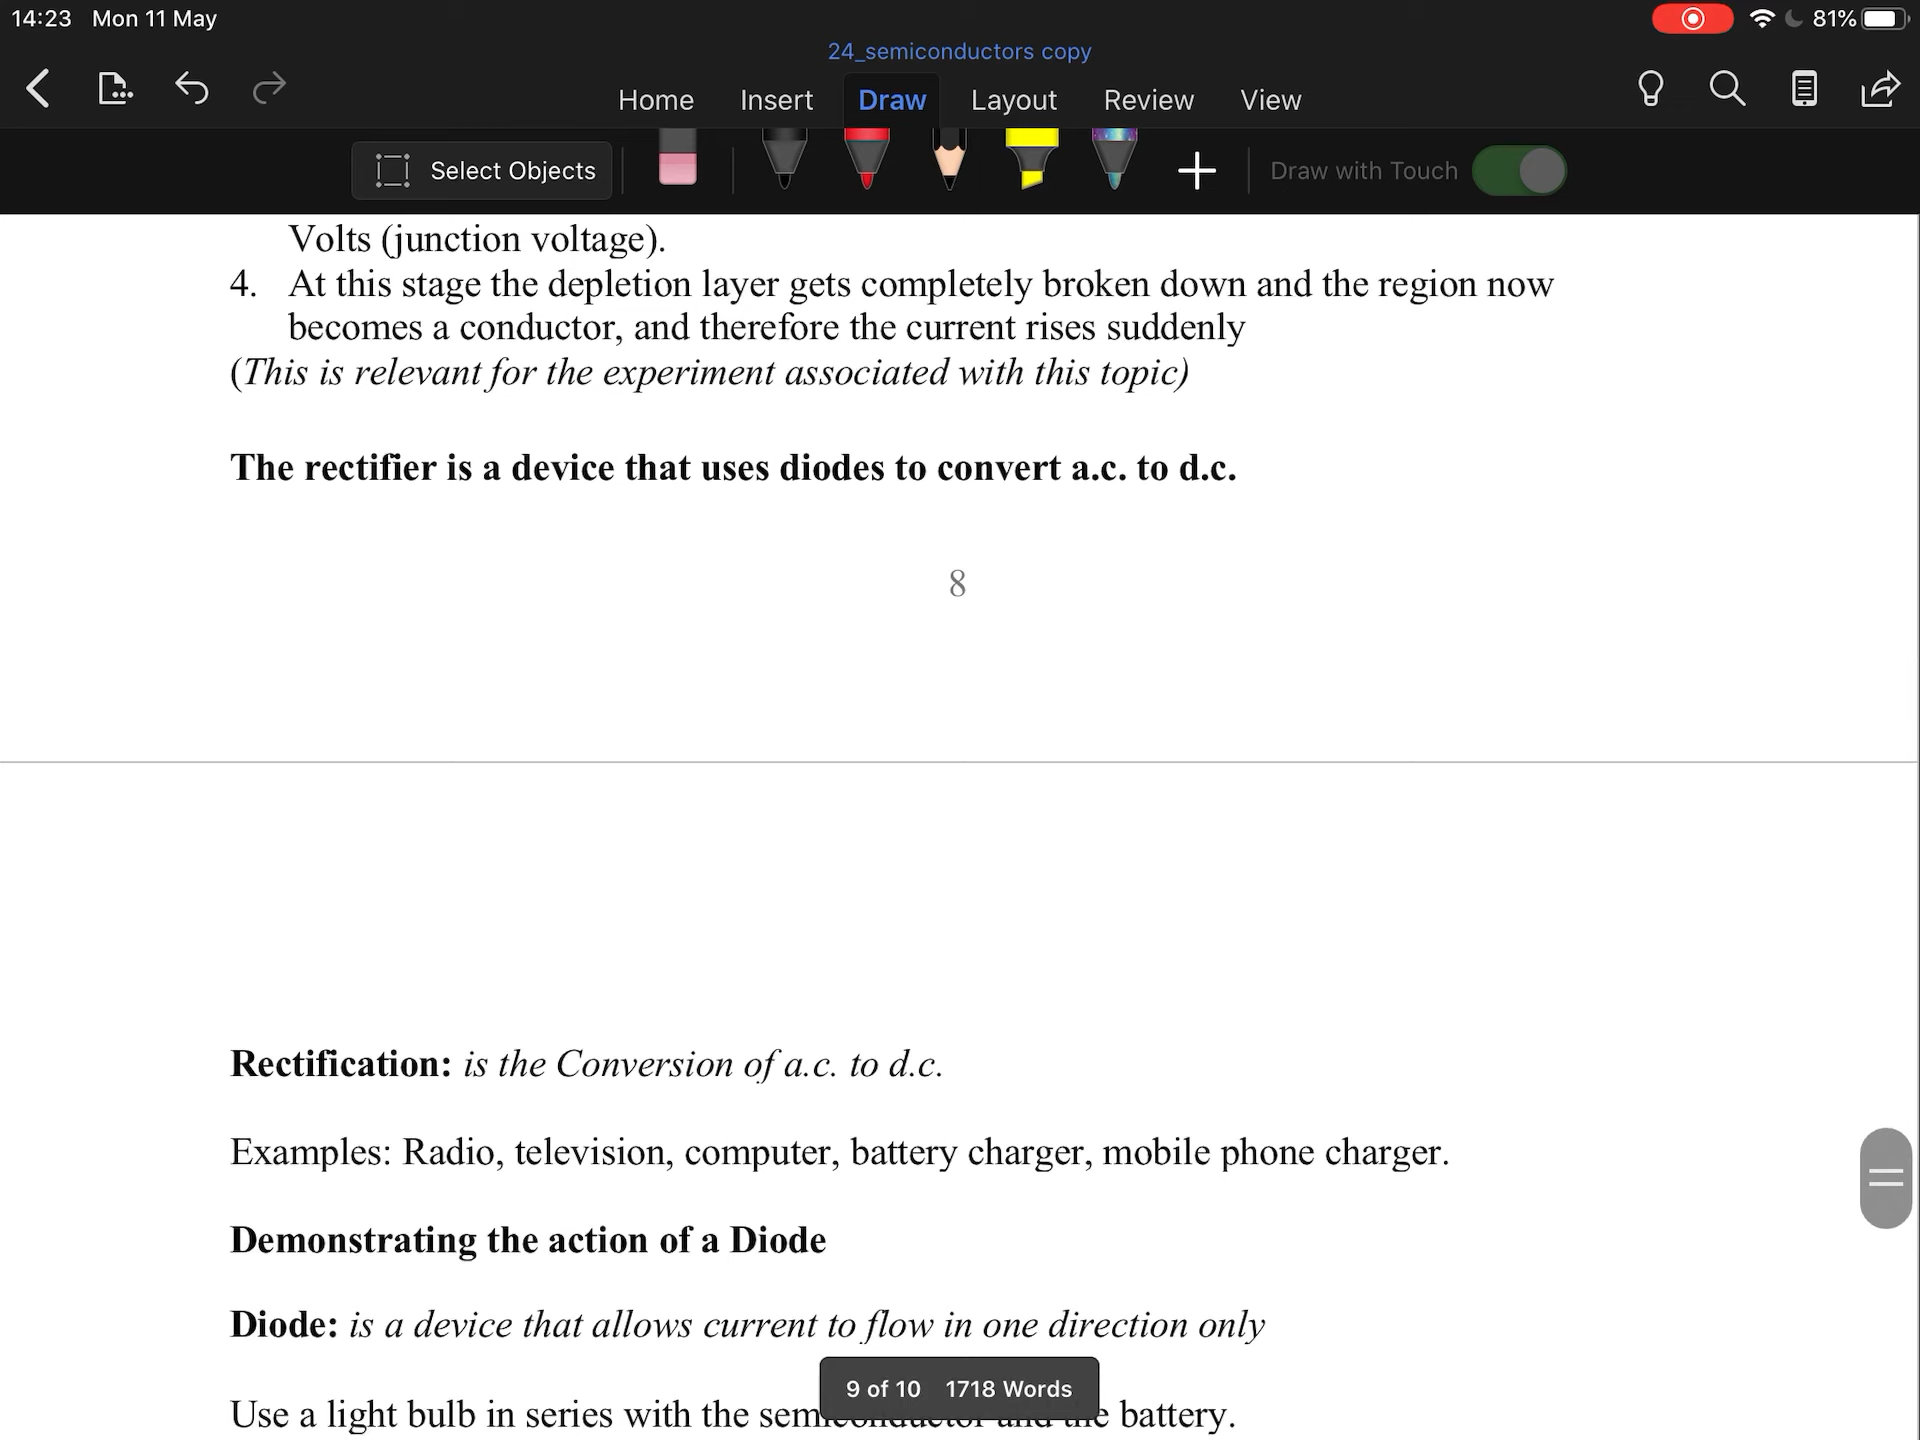 14:23 Mon 11 May 81%
24_semiconductors copy
Home Insert Draw Layout Review View
Select Objects Draw with Touch
Volts (junction voltage).
4. At this stage the depletion layer gets completely broken down and the region now
becomes a conductor, and therefore the current rises suddenly
(This is relevant for the experiment associated with this topic)
The rectifier is a device that uses diodes to convert a.c. to d.c.
8
Rectification: is the Conversion of a.c. to d.c.
Examples: Radio, television, computer, battery charger, mobile phone charger.
Demonstrating the action of a Diode
Diode: is a device that allows current to flow in one direction only
9 of 10 1718 Words
Use a light bulb in series with the semiconductor and the battery.